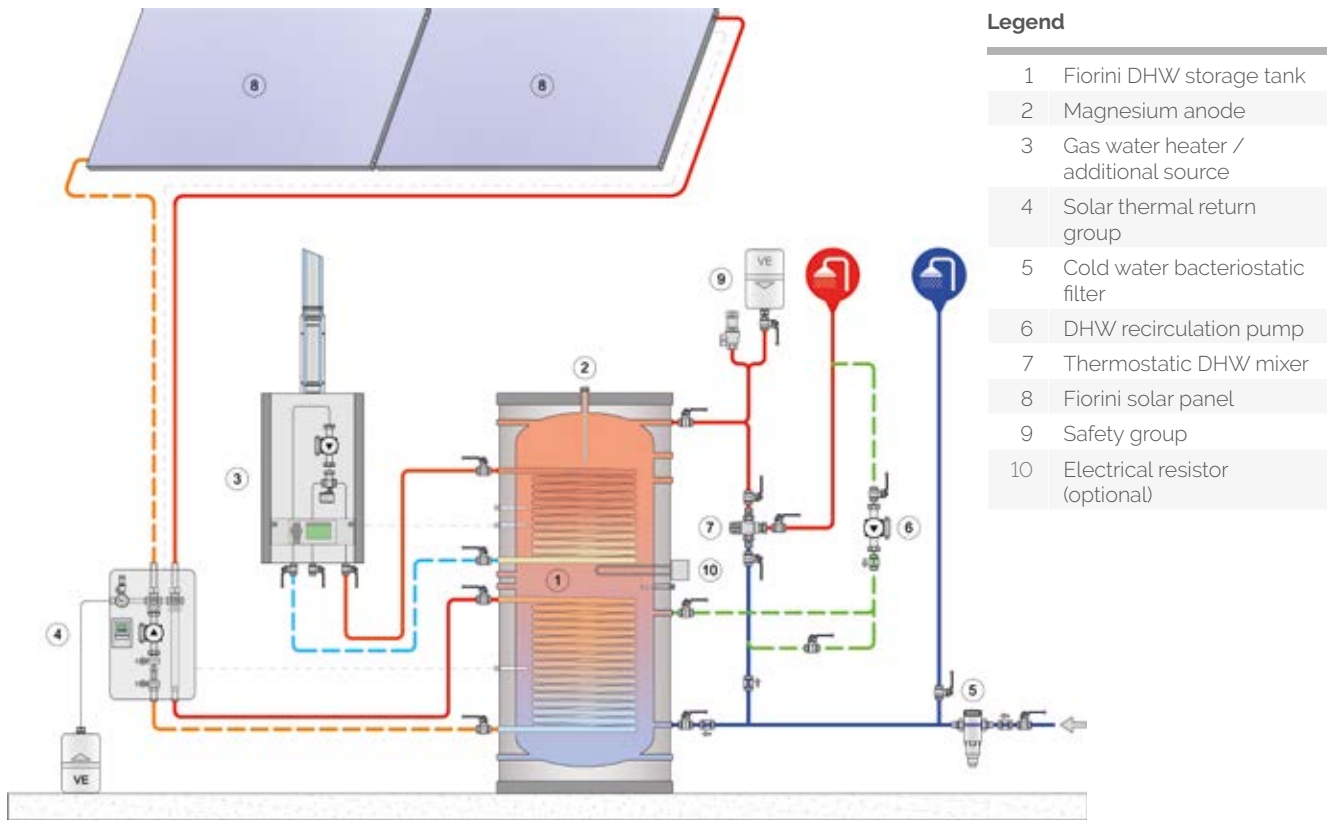 Legend
1 Fiorini DHW storage tank
2 Magnesium anode
3 Gas water heater /
additional source
4 Solar thermal return
group
5 Cold water bacteriostatic
filter
6 DHW recirculation pump
7 Thermostatic DHW mixer
8 Fiorini solar panel
9 Safety group
10 Electrical resistor
(optional)
8 8
9 VE
2
3
7 6
1 10
4
5
VE